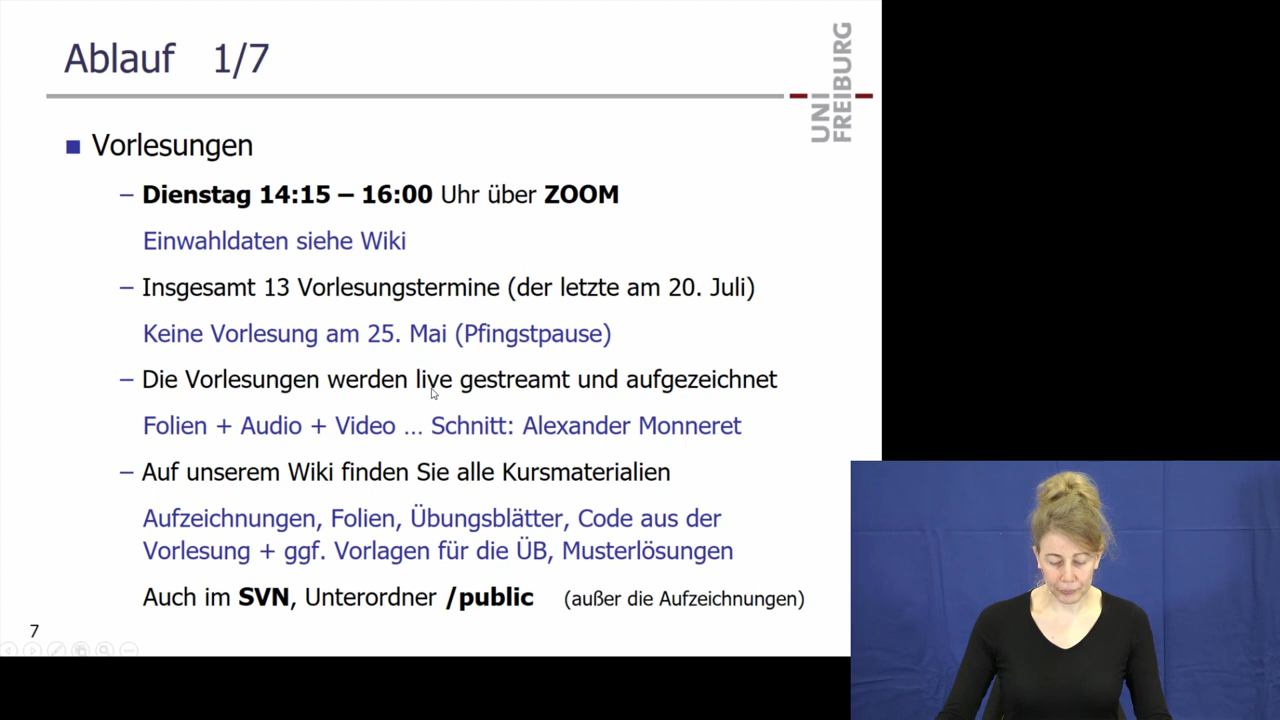 Ablauf 1/7
UNI
FREIBURG
Vorlesungen
– Dienstag 14:15 – 16:00 Uhr über ZOOM
Einwahldaten siehe Wiki
– Insgesamt 13 Vorlesungstermine (der letzte am 20. Juli)
Keine Vorlesung am 25. Mai (Pfingstpause)
– Die Vorlesungen werden live gestreamt und aufgezeichnet
Folien + Audio + Video ... Schnitt: Alexander Monneret
– Auf unserem Wiki finden Sie alle Kursmaterialien
Aufzeichnungen, Folien, Übungsblätter, Code aus der
Vorlesung + ggf. Vorlagen für die ÜB, Musterlösungen
Auch im SVN, Unterordner /public (außer die Aufzeichnungen)
7